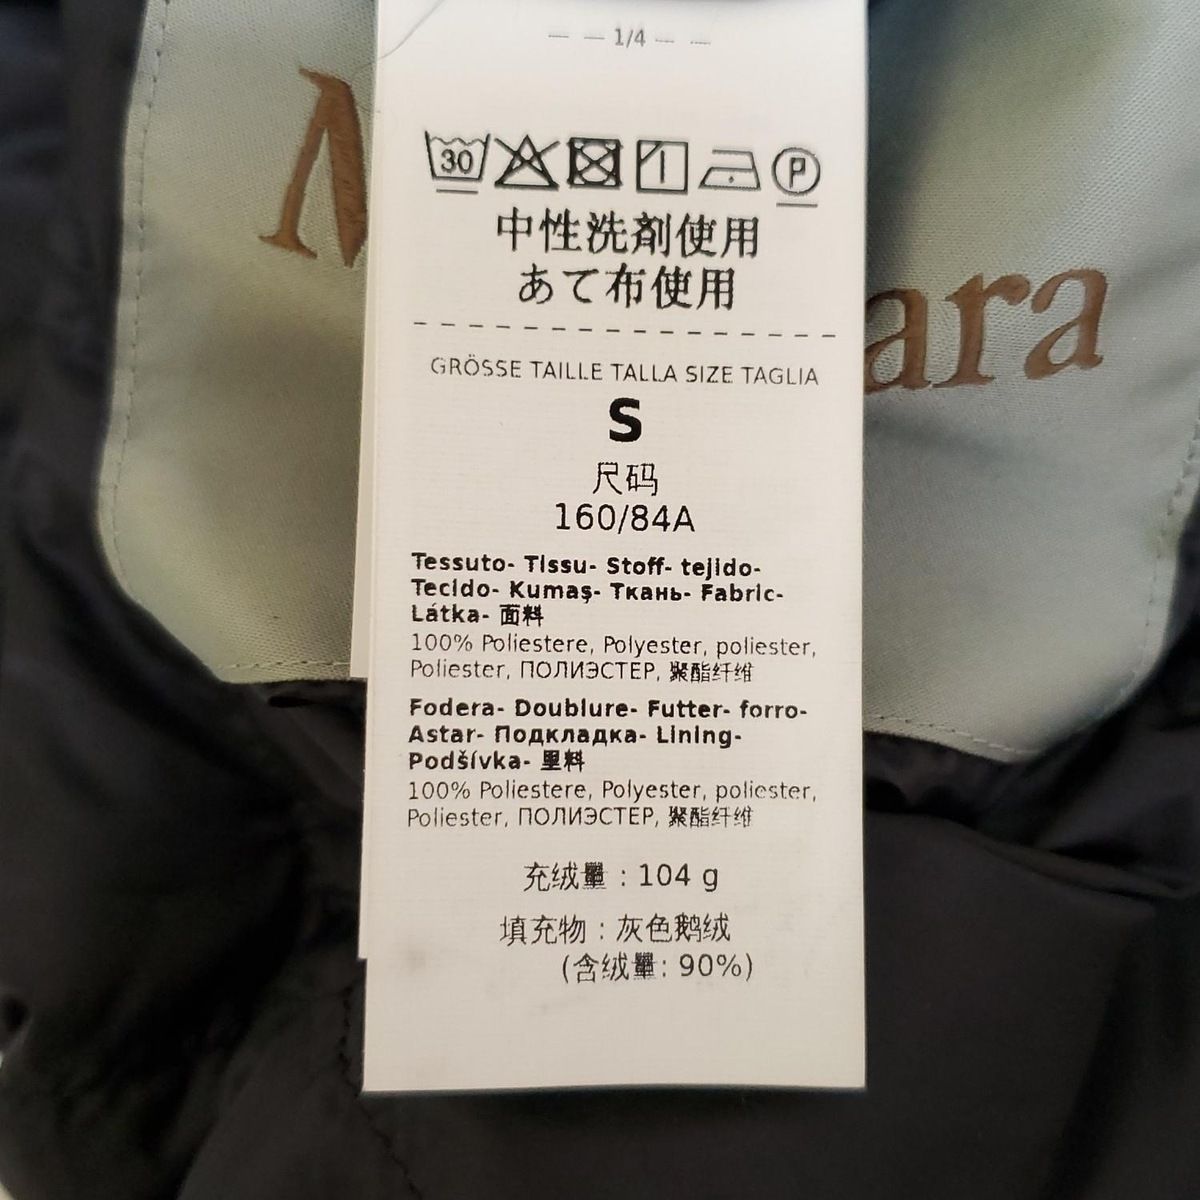 1/4
30
P
中性洗剤使用
あて布使用
GRÖSSE TAILLE TALLA SIZE TAGLIA
S
尺码
160/84A
Tessuto- Tissu- Stoff- tejido-
Tecido- Kumaş- Ткань- Fabric-
Látka- 面料
100% Poliestere, Polyester, poliester,
Poliester, ПОЛИЭСТЕР, 聚酯纤维
Fodera- Doublure- Futter- forro-
Astar- Подкладка- Lining-
Podšívka- 里料
100% Poliestere, Polyester, poliester,
Poliester, ПОЛИЭСТЕР, 聚酯纤维
充绒量 : 104 g
填充物 : 灰色鹅绒
(含绒量: 90%)
M
ara